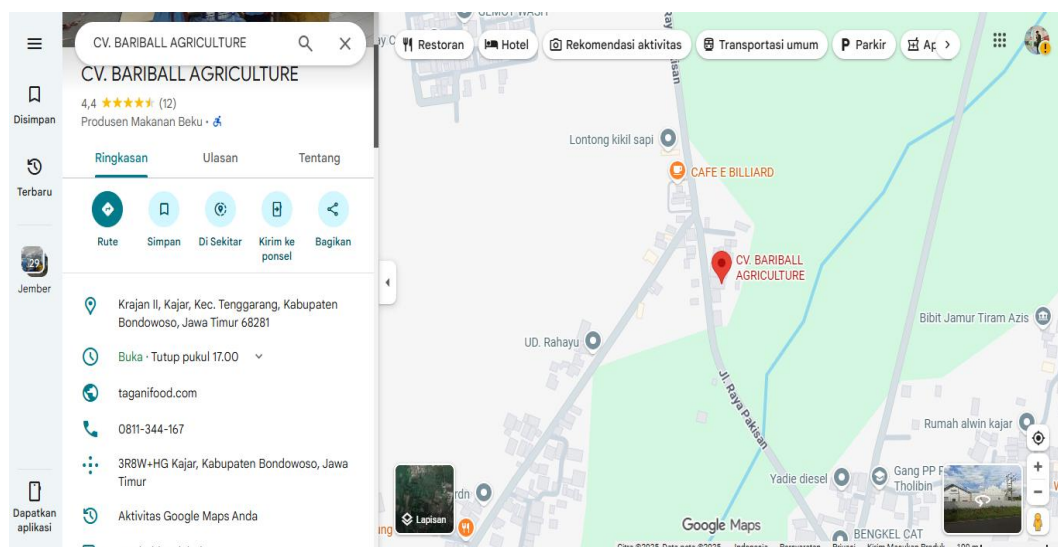 CV. BARIBALL AGRICULTURE
CV. BARIBALL AGRICULTURE
4,4 (12)
Produsen Makanan Beku ·
Ringkasan Ulasan Tentang
Rute Simpan Di Sekitar Kirim ke ponsel Bagikan
Krajan II, Kajar, Kec. Tenggarang, Kabupaten
Bondowoso, Jawa Timur 68281
Buka · Tutup pukul 17.00
taganifood.com
0811-344-167
3R8W+HG Kajar, Kabupaten Bondowoso, Jawa
Timur
Aktivitas Google Maps Anda
Disimpan
Terbaru
29
Jember
Dapatkan
aplikasi
GEMOT WASH
Restoran Hotel Rekomendasi aktivitas Transportasi umum P Parkir
Lontong kikil sapi
CAFE E BILLIARD
CV. BARIBALL
AGRICULTURE
Bibit Jamur Tiram Azis
UD. Rahayu
Jl. Raya Pakisan
Rumah alwin kajar
Yadie diesel
Gang PP
Tholibin
Lapisan
Google Maps
BENGKEL CAT